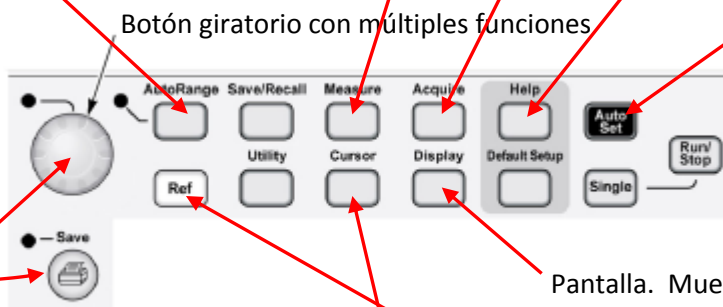 Botón giratorio con múltiples funciones
AutoRange Save/Recall Measure Acquire Help
Auto
Set
Run/
Stop
Utility Cursor Display Default Setup
Ref
Single
Save
Pantalla. Mue